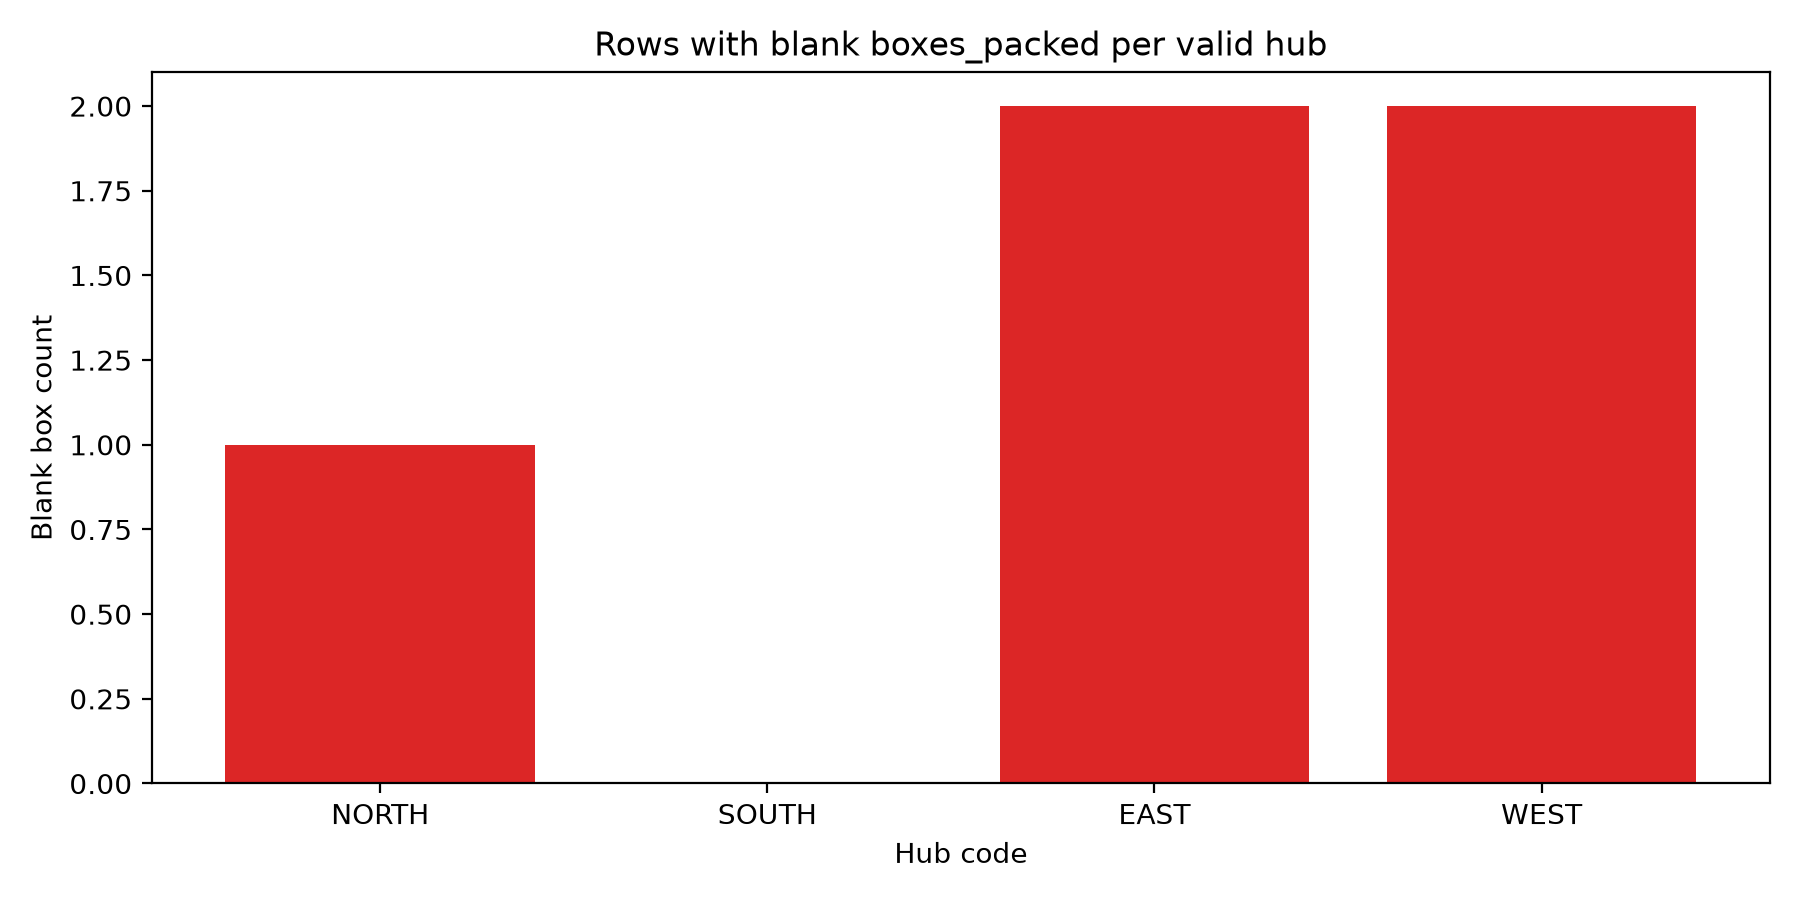 Rows with blank boxes_packed per valid hub
2.00
1.75
1.50
1.25
1.00
0.75
0.50
0.25
0.00
Blank box count
NORTH SOUTH EAST WEST
Hub code